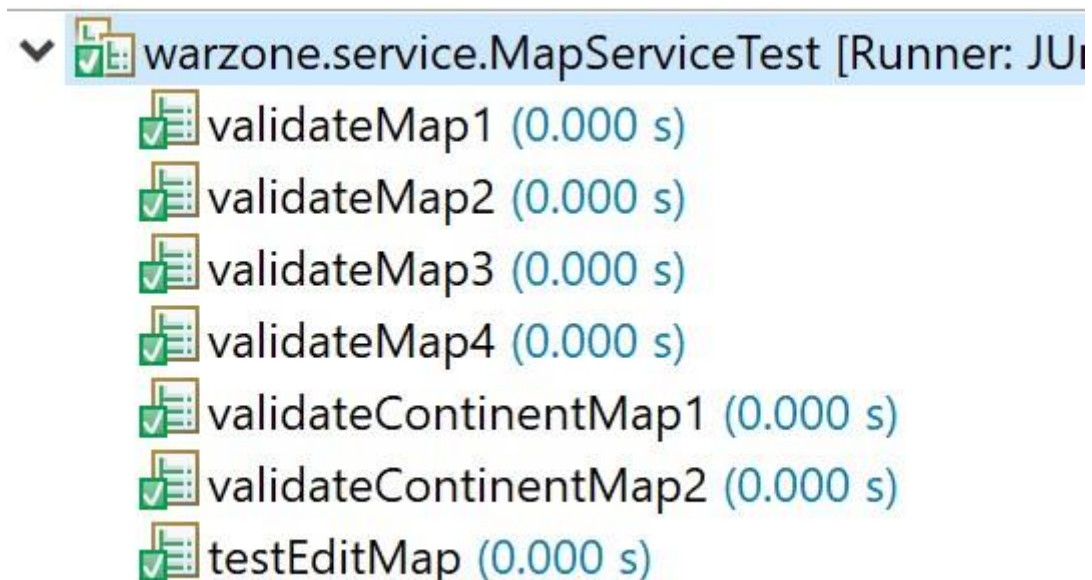 warzone.service.MapServiceTest [Runner: JU
validateMap1 (0.000 s)
validateMap2 (0.000 s)
validateMap3 (0.000 s)
validateMap4 (0.000 s)
validateContinentMap1 (0.000 s)
validateContinentMap2 (0.000 s)
testEditMap (0.000 s)